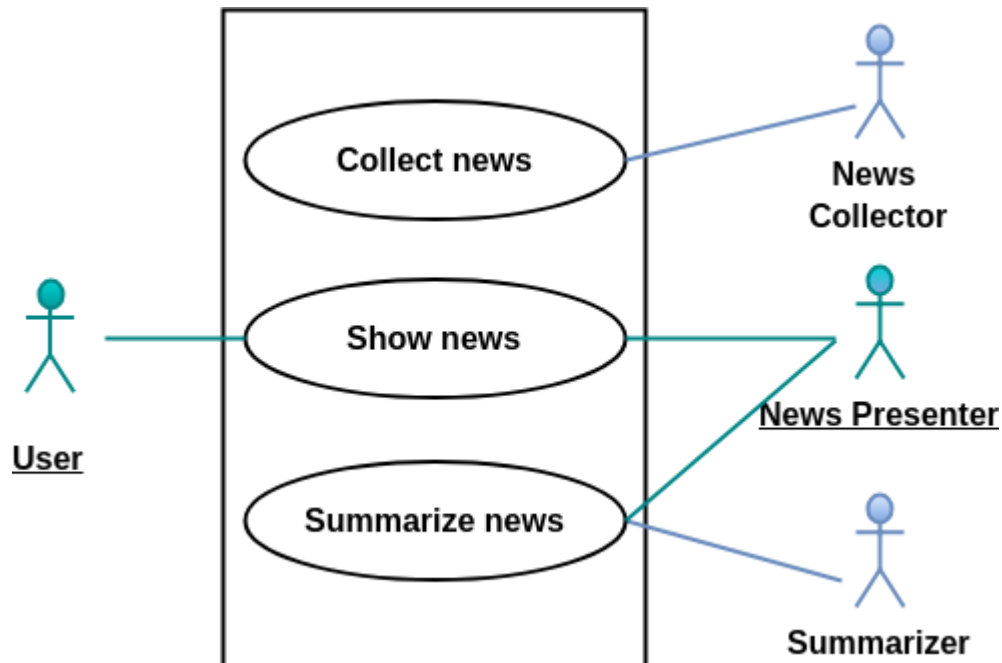 Collect news
News
Collector
Show news
User
News Presenter
Summarize news
Summarizer